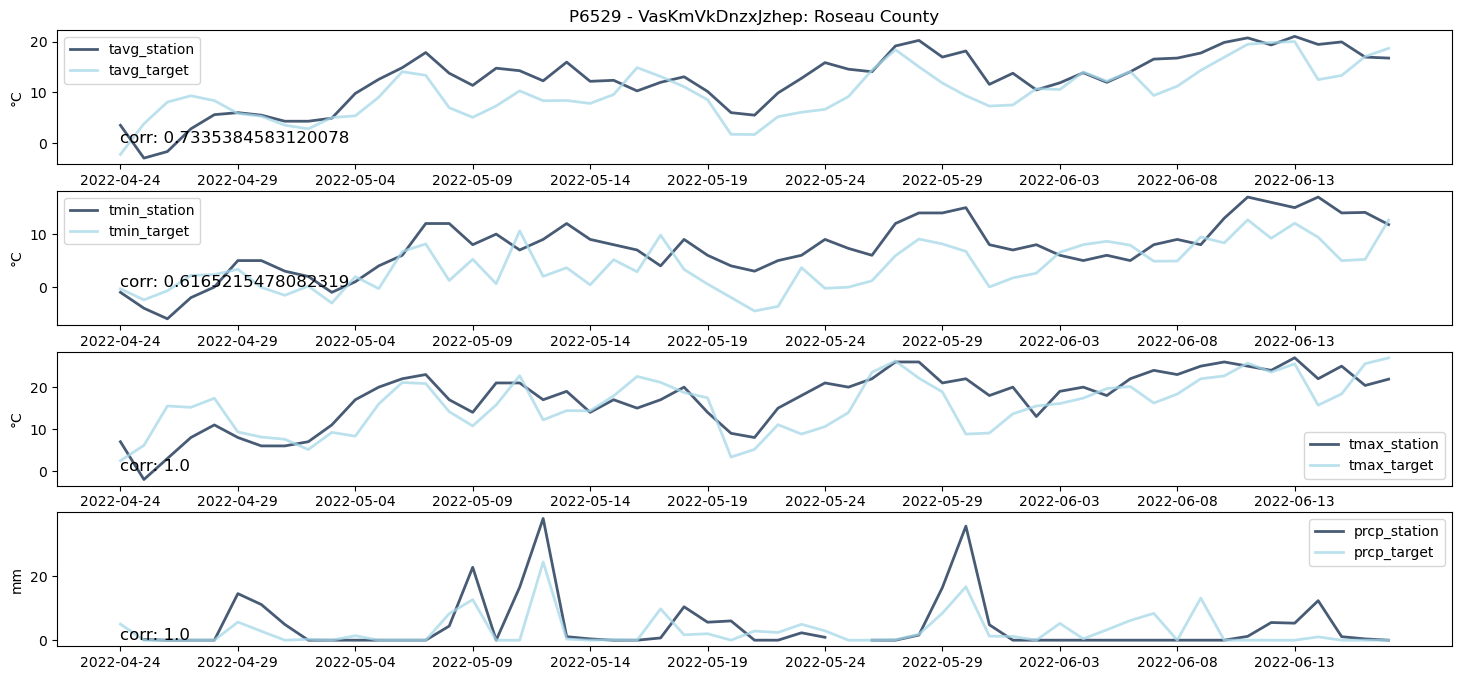 P6529 - VasKmVkDnzxJzhep: Roseau County
tavg_station
tavg_target
20
10
0
°C
corr: 0.7335384583120078
2022-04-24 2022-04-29 2022-05-04 2022-05-09 2022-05-14 2022-05-19 2022-05-24 2022-05-29 2022-06-03 2022-06-08 2022-06-13
tmin_station
tmin_target
10
0
°C
corr: 0.6165215478082319
2022-04-24 2022-04-29 2022-05-04 2022-05-09 2022-05-14 2022-05-19 2022-05-24 2022-05-29 2022-06-03 2022-06-08 2022-06-13
20
10
0
°C
corr: 1.0
tmax_station
tmax_target
2022-04-24 2022-04-29 2022-05-04 2022-05-09 2022-05-14 2022-05-19 2022-05-24 2022-05-29 2022-06-03 2022-06-08 2022-06-13
prcp_station
prcp_target
20
0
mm
corr: 1.0
2022-04-24 2022-04-29 2022-05-04 2022-05-09 2022-05-14 2022-05-19 2022-05-24 2022-05-29 2022-06-03 2022-06-08 2022-06-13